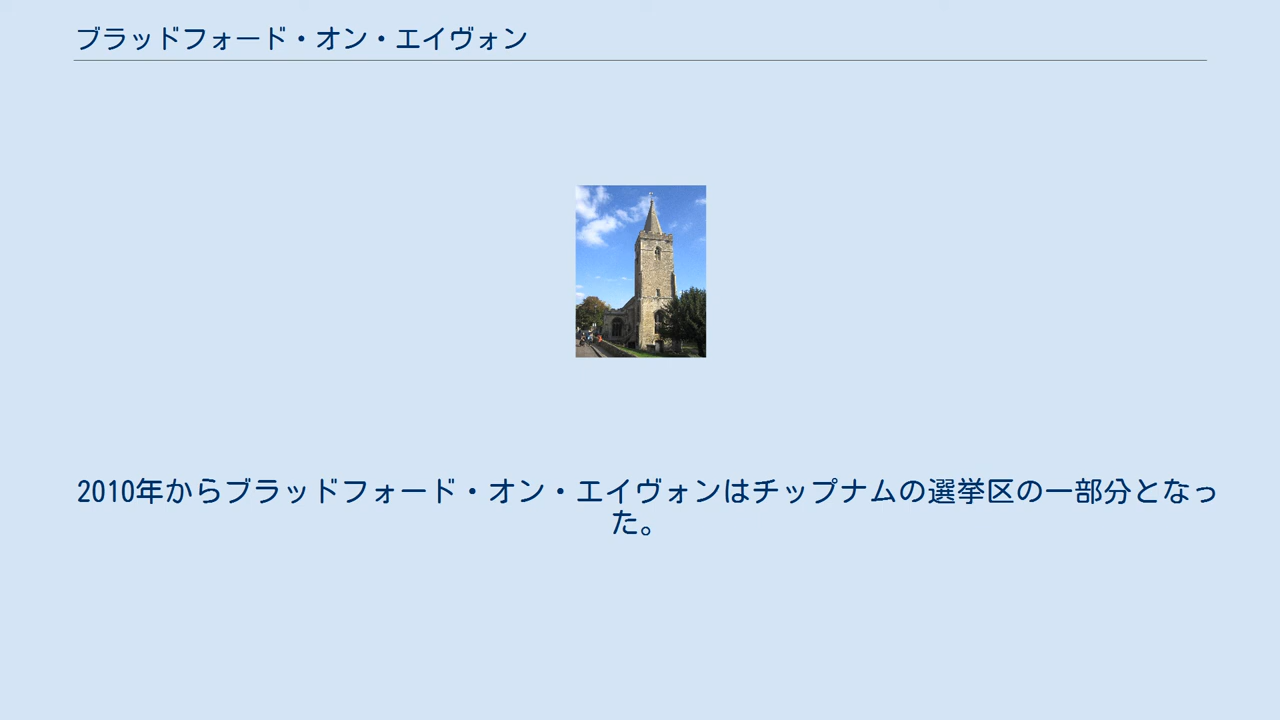 ブラッドフォード・オン・エイヴォン
2010年からブラッドフォード・オン・エイヴォンはチップナムの選挙区の一部分となっ
た。